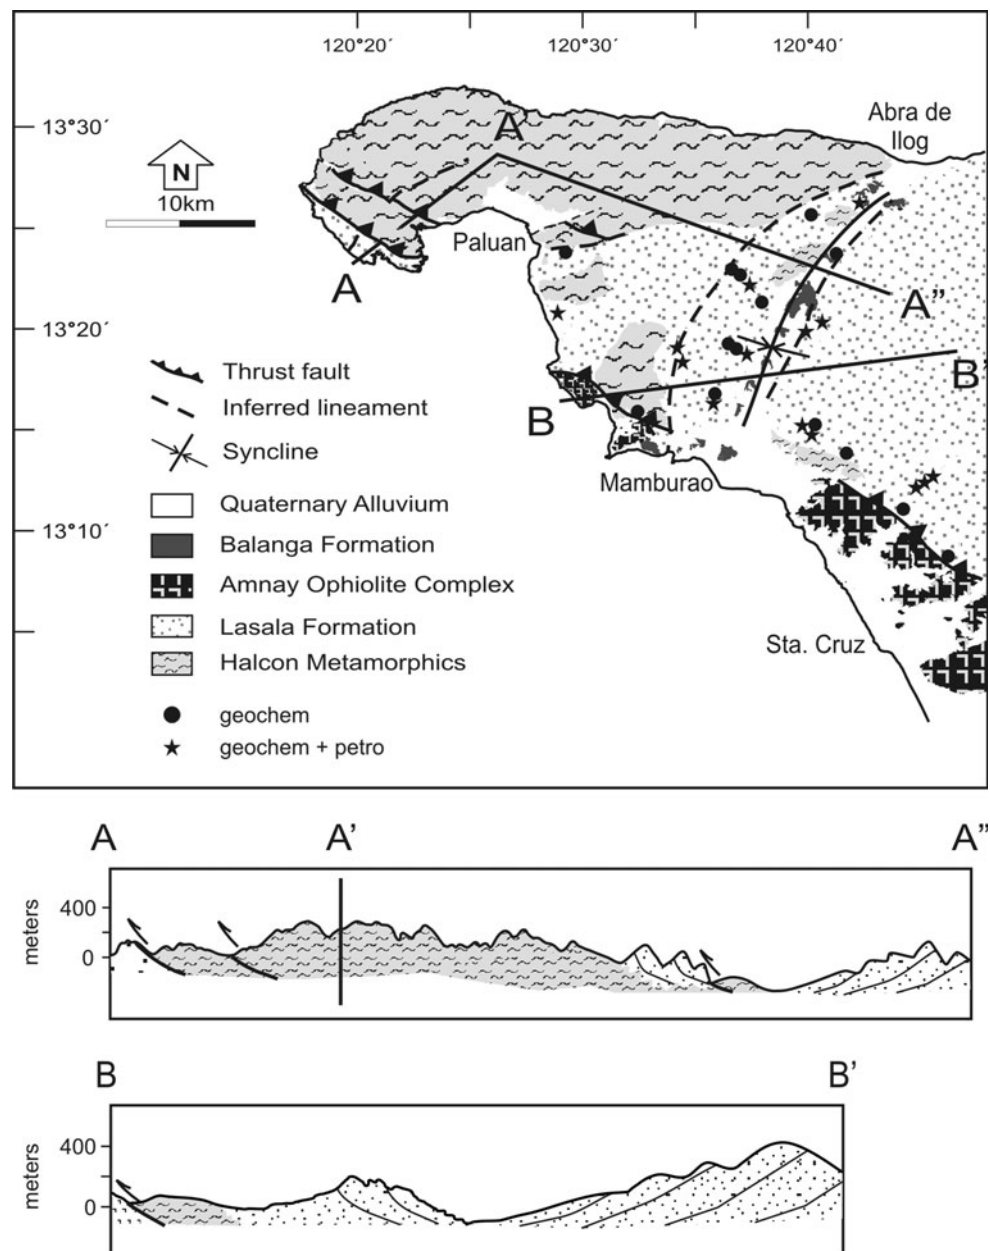 120°20´ 120°30´ 120°40´
13°30´
13°20´
13°10´
N
10km
Abra de
Ilog
A
Paluan
A
A”
B
B’
Mamburao
Sta. Cruz
Thrust fault
Inferred lineament
Syncline
Quaternary Alluvium
Balanga Formation
Amnay Ophiolite Complex
Lasala Formation
Halcon Metamorphics
geochem
geochem + petro
A A’ A”
meters
400
0
B B’
meters
400
0